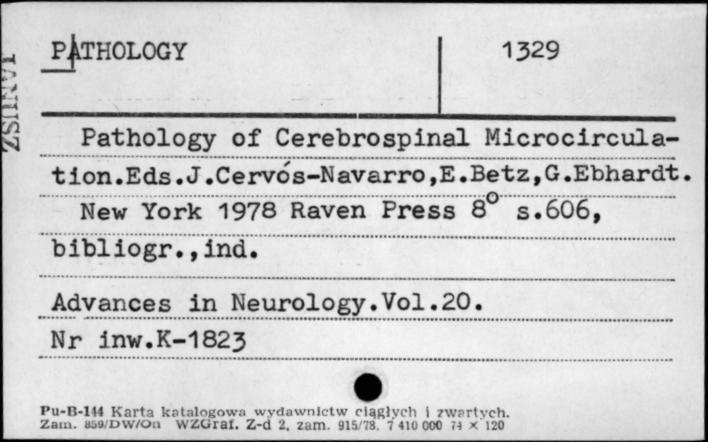 PATHOLOGY 1329
Pathology of Cerebrospinal Microcircula-
tion.Eds.J.Cervós-Navarro,E.Betz,G.Ebhardt.
New York 1978 Raven Press 8° s.606,
bibliogr.,ind.
Advances in Neurology.Vol.20.
Nr inw.K-1823
Pu-B-144 Karta katalogowa wydawnictw ciągłych i zwartych.
Zam. 859/DW/Oa WZGraf. Z-d 2, zam. 915/78. 7 410 000 74 × 120
JANUSZ